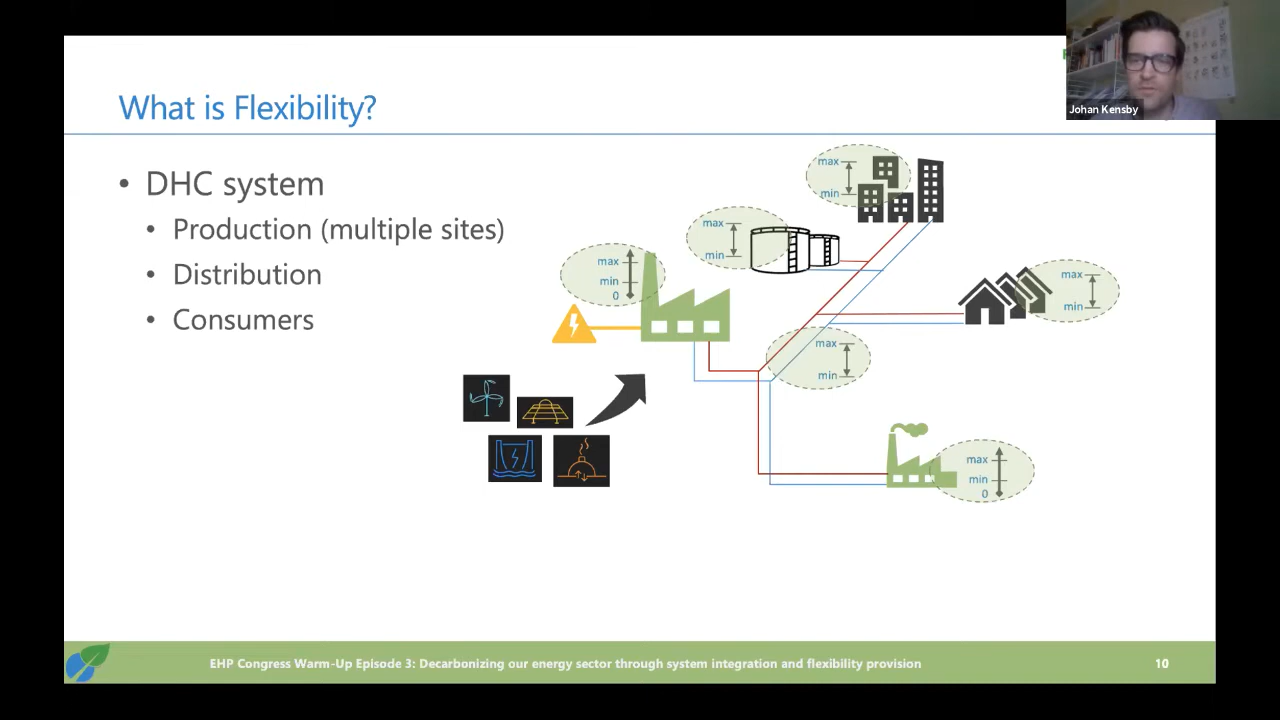 Johan Kensby
What is Flexibility?
• DHC system
• Production (multiple sites)
• Distribution
• Consumers
max
min
max
min
max
min
0
max
min
max
min
max
min
0
EHP Congress Warm-Up Episode 3: Decarbonizing our energy sector through system integration and flexibility provision
10